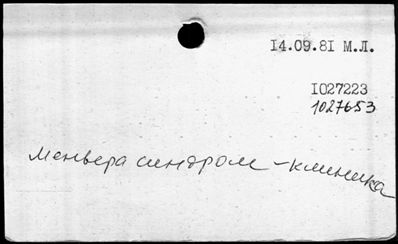 14.09.81 М.Л.
1027223
1027653
Меньера синдром - клиника